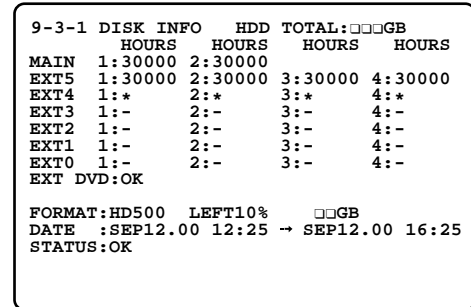 9-3-1 DISK INFO HDD TOTAL:□□□GB
HOURS HOURS HOURS HOURS
MAIN 1:30000 2:30000
EXT5 1:30000 2:30000 3:30000 4:30000
EXT4 1:* 2:* 3:* 4:*
EXT3 1:- 2:- 3:- 4:-
EXT2 1:- 2:- 3:- 4:-
EXT1 1:- 2:- 3:- 4:-
EXT0 1:- 2:- 3:- 4:-
EXT DVD:OK
FORMAT:HD500 LEFT10% □□GB
DATE :SEP12.00 12:25 → SEP12.00 16:25
STATUS:OK